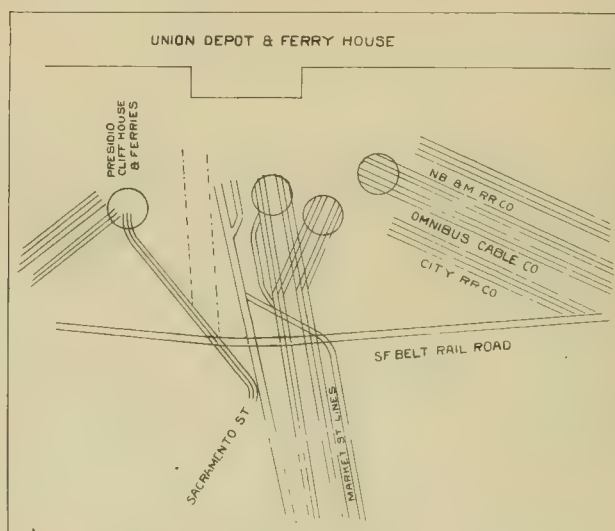 UNION DEPOT & FERRY HOUSE
PRESIDIO
CLIFF HOUSE
& FERRIES
NB & M RR CO
OMNIBUS CABLE CO
CITY RR CO
SF BELT RAIL ROAD
SACRAMENTO ST
MARKET ST LINES